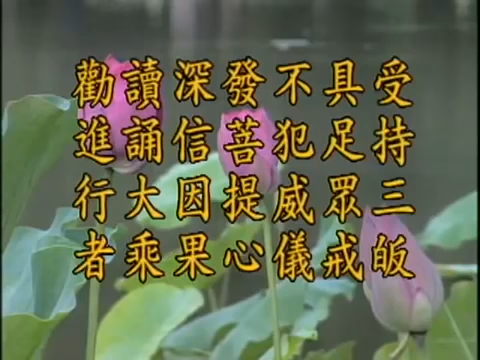 受持三皈
具足眾戒
不犯威儀
發菩提心
深信因果
讀誦大乘
勸進行者